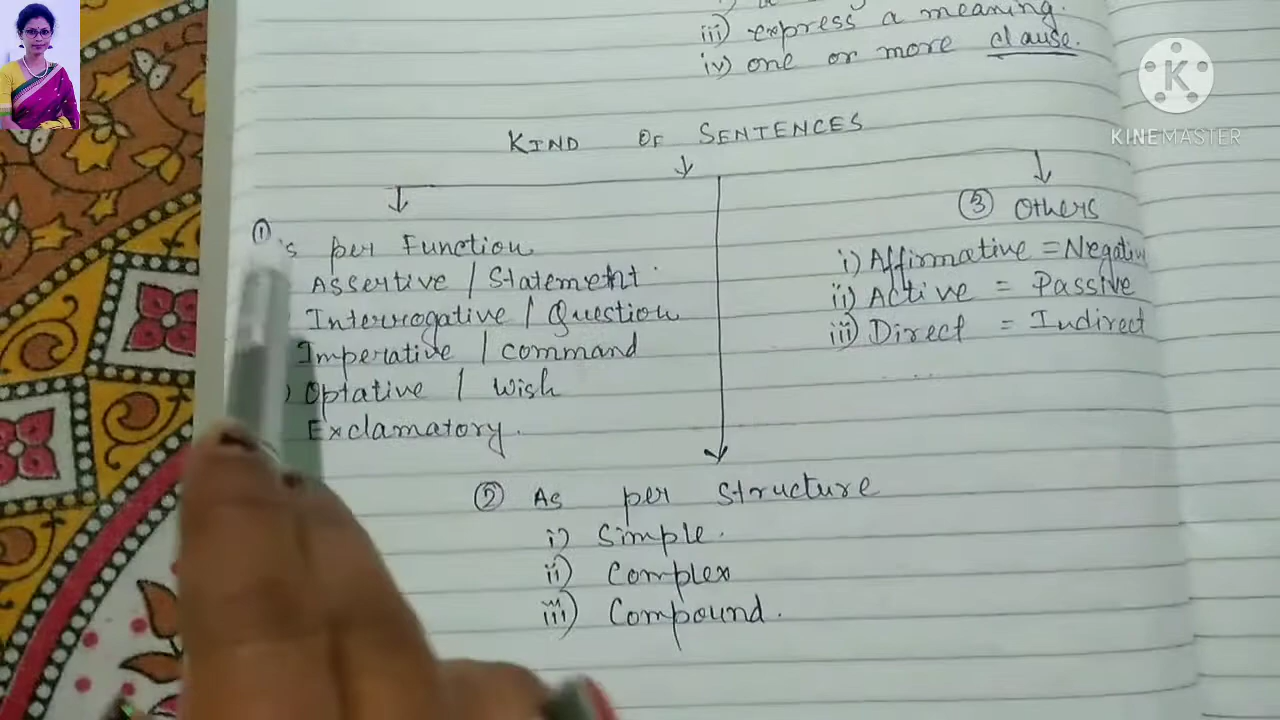 iii) express a meaning.
iv) one or more clause.
K
KINEMASTER
KIND OF SENTENCES
① 's per Function
Assertive / Statement
Interrogative / Question
Imperative / command
) Optative / Wish
Exclamatory.
③ Others
i) Affirmative = Negativ
ii) Active = Passive
iii) Direct = Indirect
② As per Structure
i) Simple.
ii) Complex
iii) Compound.